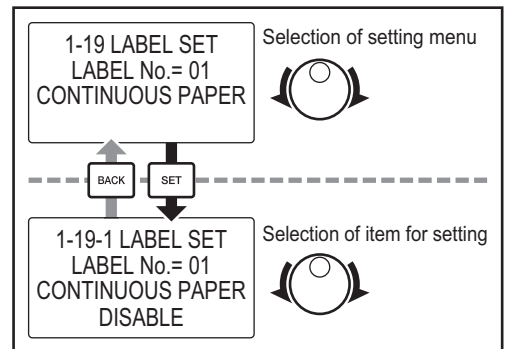 1-19 LABEL SET
LABEL No.= 01
CONTINUOUS PAPER
Selection of setting menu
BACK
SET
1-19-1 LABEL SET
LABEL No.= 01
CONTINUOUS PAPER
DISABLE
Selection of item for setting